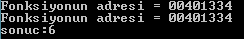 Fonksiyonun adresi = 00401334
Fonksiyonun adresi = 00401334
sonuc:6